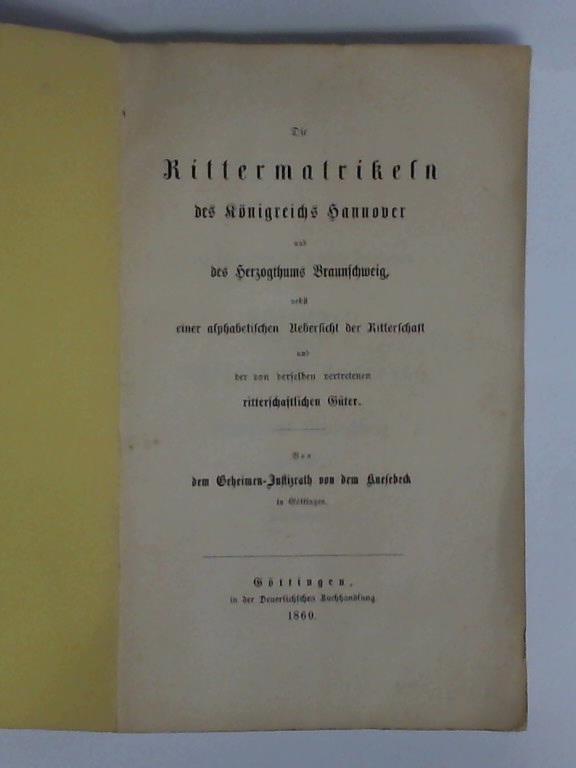 Die
Rittermatrikeln
des Königreichs Hannover
und
des Herzogthums Braunschweig,
nebst
einer alphabetischen Uebersicht der Ritterschaft
und
der von derselben vertretenen
ritterschaftlichen Güter.
Von
dem Geheimen-Justizrath von dem Knesebeck
in Göttingen.
Göttingen,
in der Deuerlichschen Buchhandlung
1860.